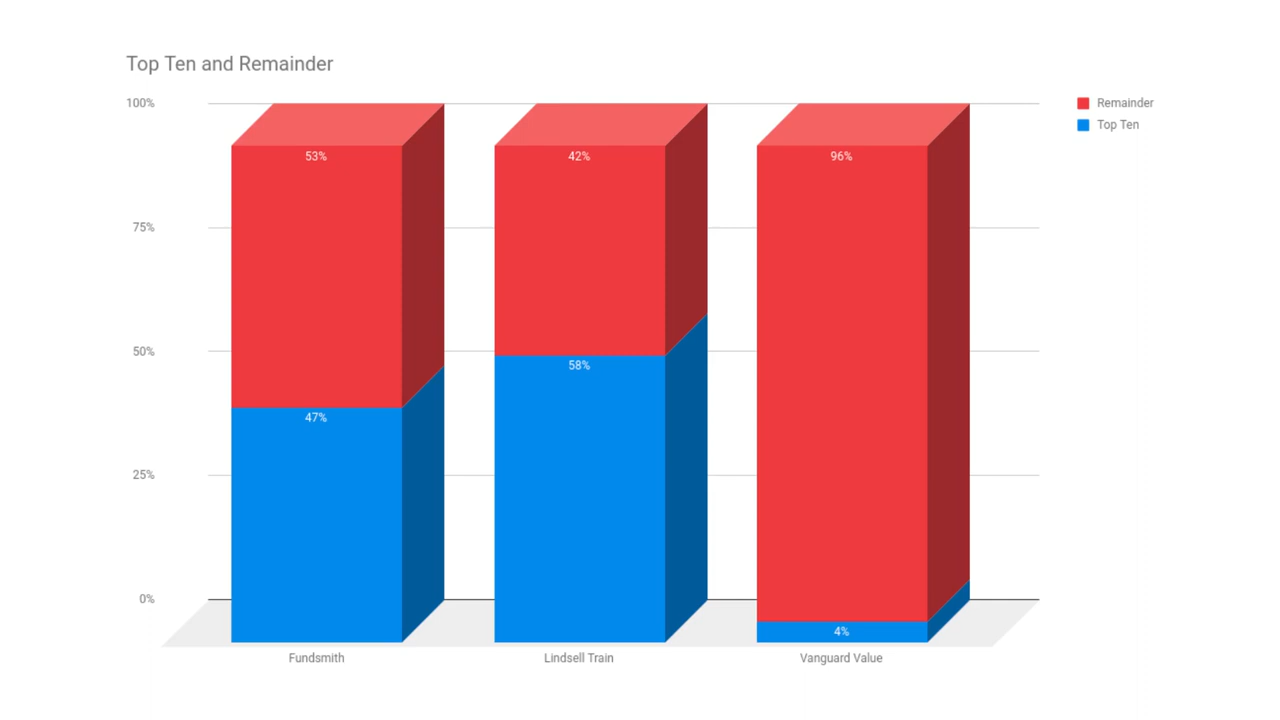 Top Ten and Remainder
100%
Remainder
Top Ten
53%
42%
96%
75%
50%
58%
47%
25%
0%
4%
Fundsmith
Lindsell Train
Vanguard Value